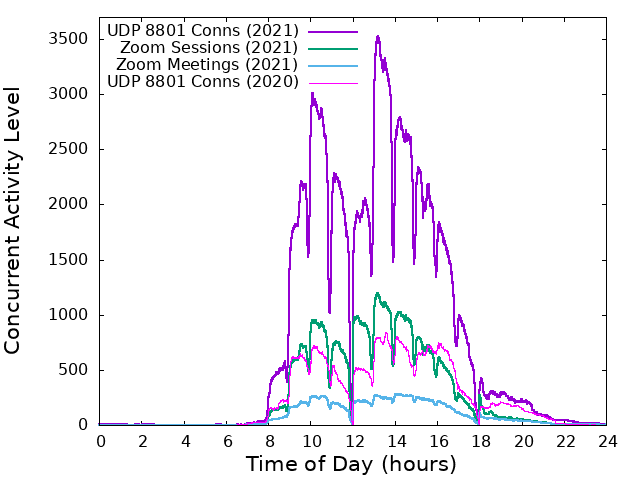 UDP 8801 Conns (2021)
Zoom Sessions (2021)
Zoom Meetings (2021)
UDP 8801 Conns (2020)
3500
3000
2500
2000
1500
1000
500
0
Concurrent Activity Level
0 2 4 6 8 10 12 14 16 18 20 22 24
Time of Day (hours)